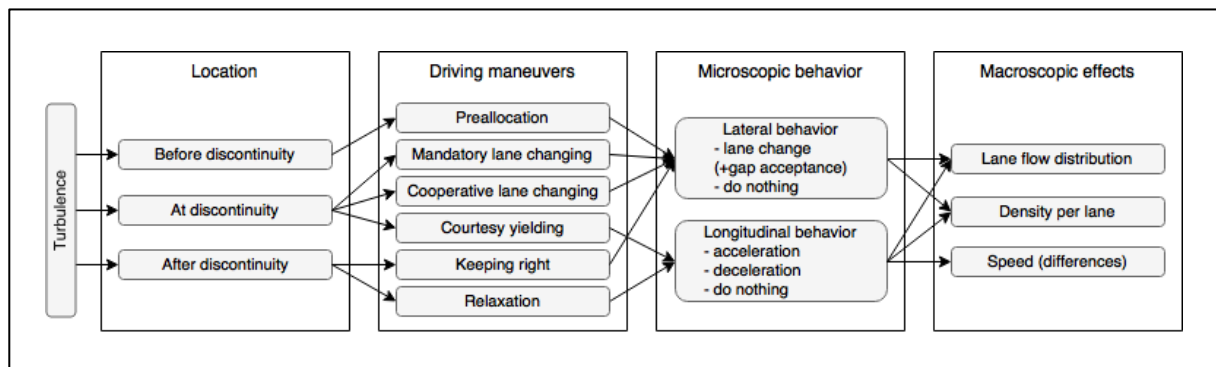 Turbulence
Location
Before discontinuity
At discontinuity
After discontinuity
Driving maneuvers
Preallocation
Mandatory lane changing
Cooperative lane changing
Courtesy yielding
Keeping right
Relaxation
Microscopic behavior
Lateral behavior
- lane change
(+gap acceptance)
- do nothing
Longitudinal behavior
- acceleration
- deceleration
- do nothing
Macroscopic effects
Lane flow distribution
Density per lane
Speed (differences)